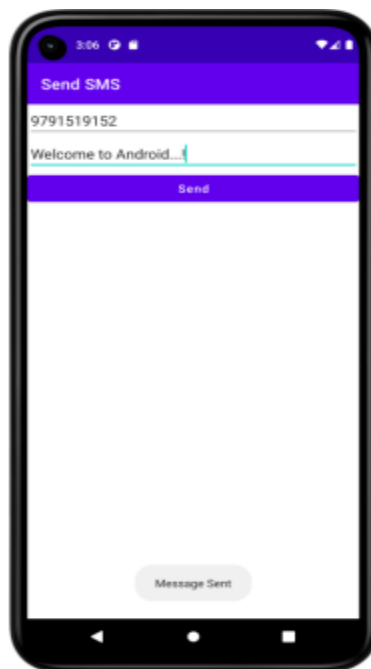 3:06
Send SMS
9791519152
Welcome to Android...!
Send
Message Sent